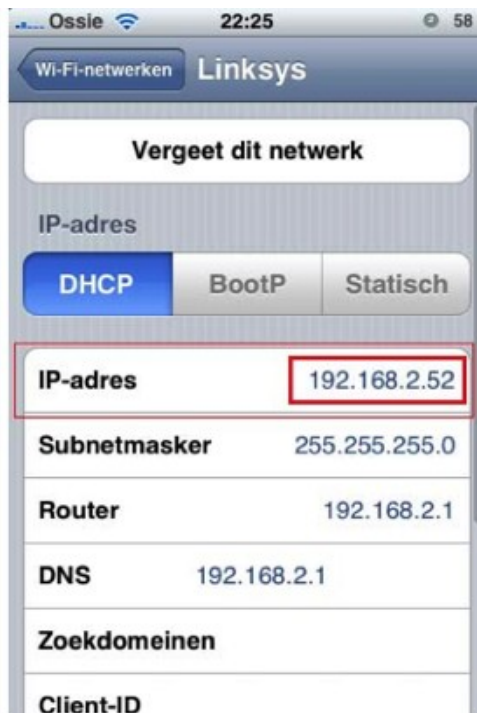 .... Ossie 22:25 58
Wi-Fi-netwerken Linksys
Vergeet dit netwerk
IP-adres
DHCP BootP Statisch
IP-adres 192.168.2.52
Subnetmasker 255.255.255.0
Router 192.168.2.1
DNS 192.168.2.1
Zoekdomeinen
Client-ID